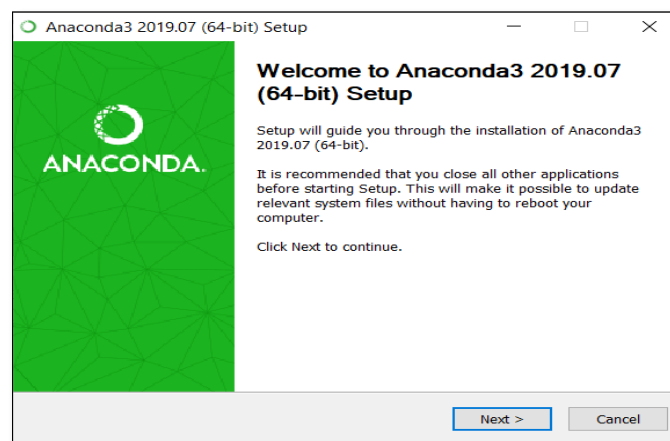 Anaconda3 2019.07 (64-bit) Setup
ANACONDA.
Welcome to Anaconda3 2019.07
(64-bit) Setup
Setup will guide you through the installation of Anaconda3
2019.07 (64-bit).
It is recommended that you close all other applications
before starting Setup. This will make it possible to update
relevant system files without having to reboot your
computer.
Click Next to continue.
Next >
Cancel